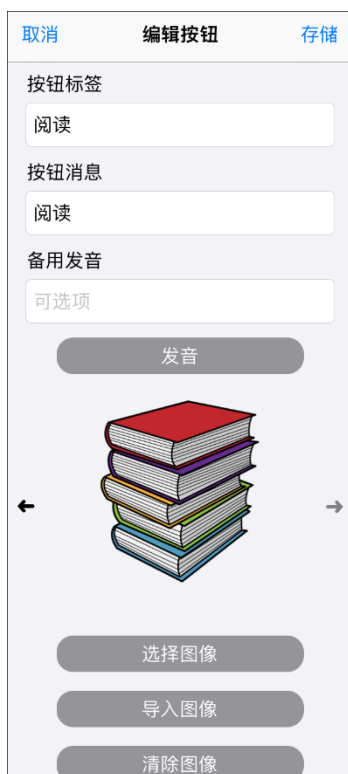 取消 编辑按钮 存储
按钮标签
阅读
按钮消息
阅读
备用发音
可选项
发音
选择图像
导入图像
清除图像